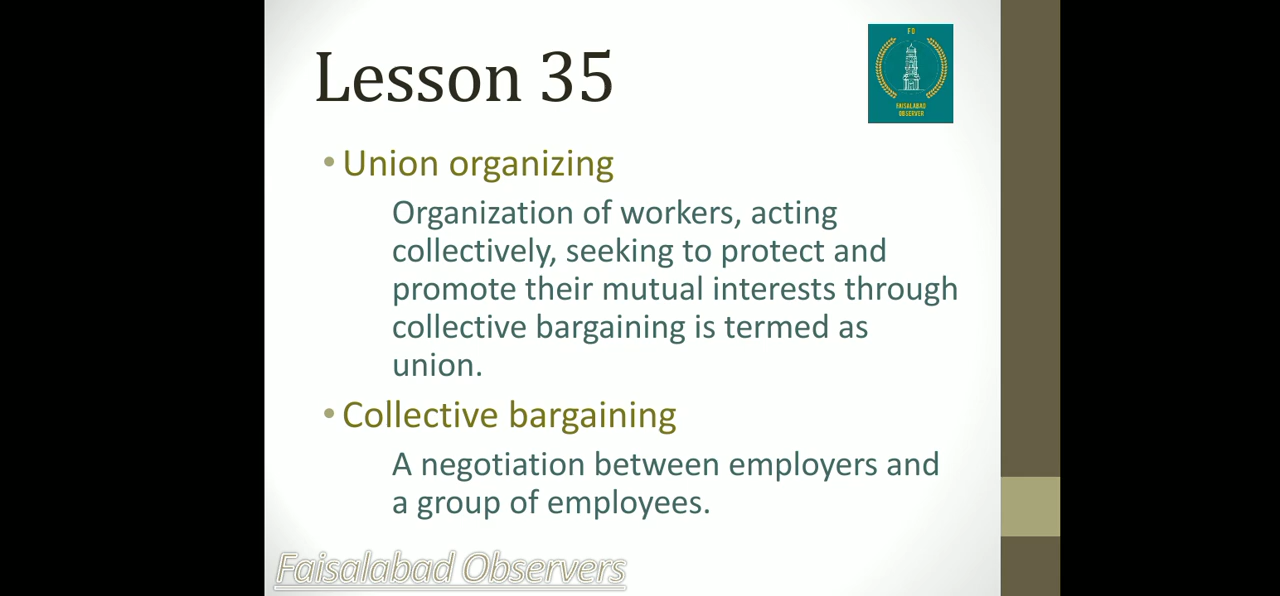 Lesson 35
FO
FAISALABAD
OBSERVER
• Union organizing
Organization of workers, acting
collectively, seeking to protect and
promote their mutual interests through
collective bargaining is termed as
union.
• Collective bargaining
A negotiation between employers and
a group of employees.
Faisalabad Observers